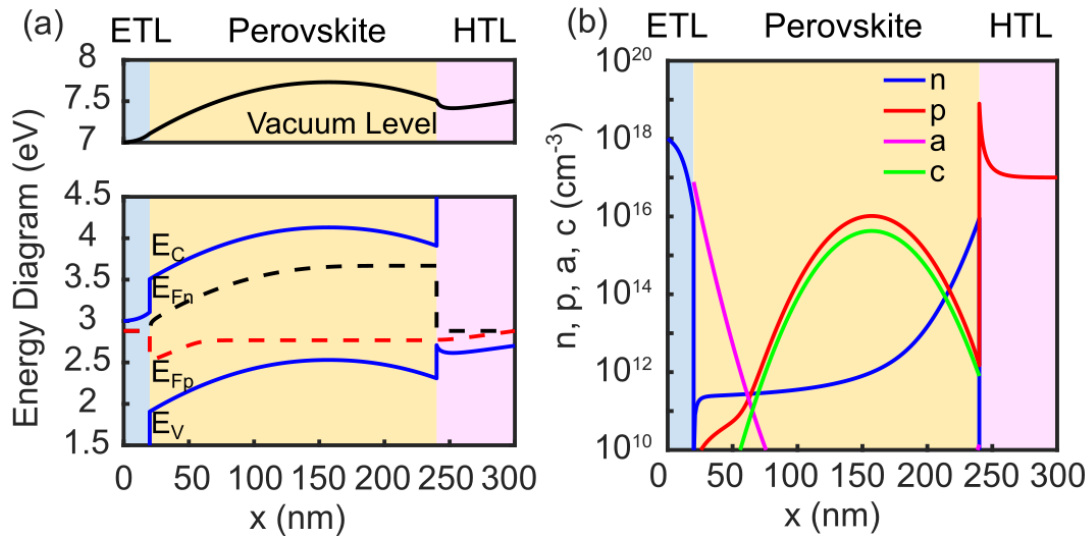 (a)
ETL Perovskite HTL
8
7.5
7
Vacuum Level
4.5
4
3.5
3
2.5
2
1.5
E_C
E_Fn
E_Fp
E_V
Energy Diagram (eV)
0 50 100 150 200 250 300
x (nm)
(b)
ETL Perovskite HTL
10^20
10^18
10^16
10^14
10^12
10^10
n, p, a, c (cm^-3)
n
p
a
c
0 50 100 150 200 250 300
x (nm)